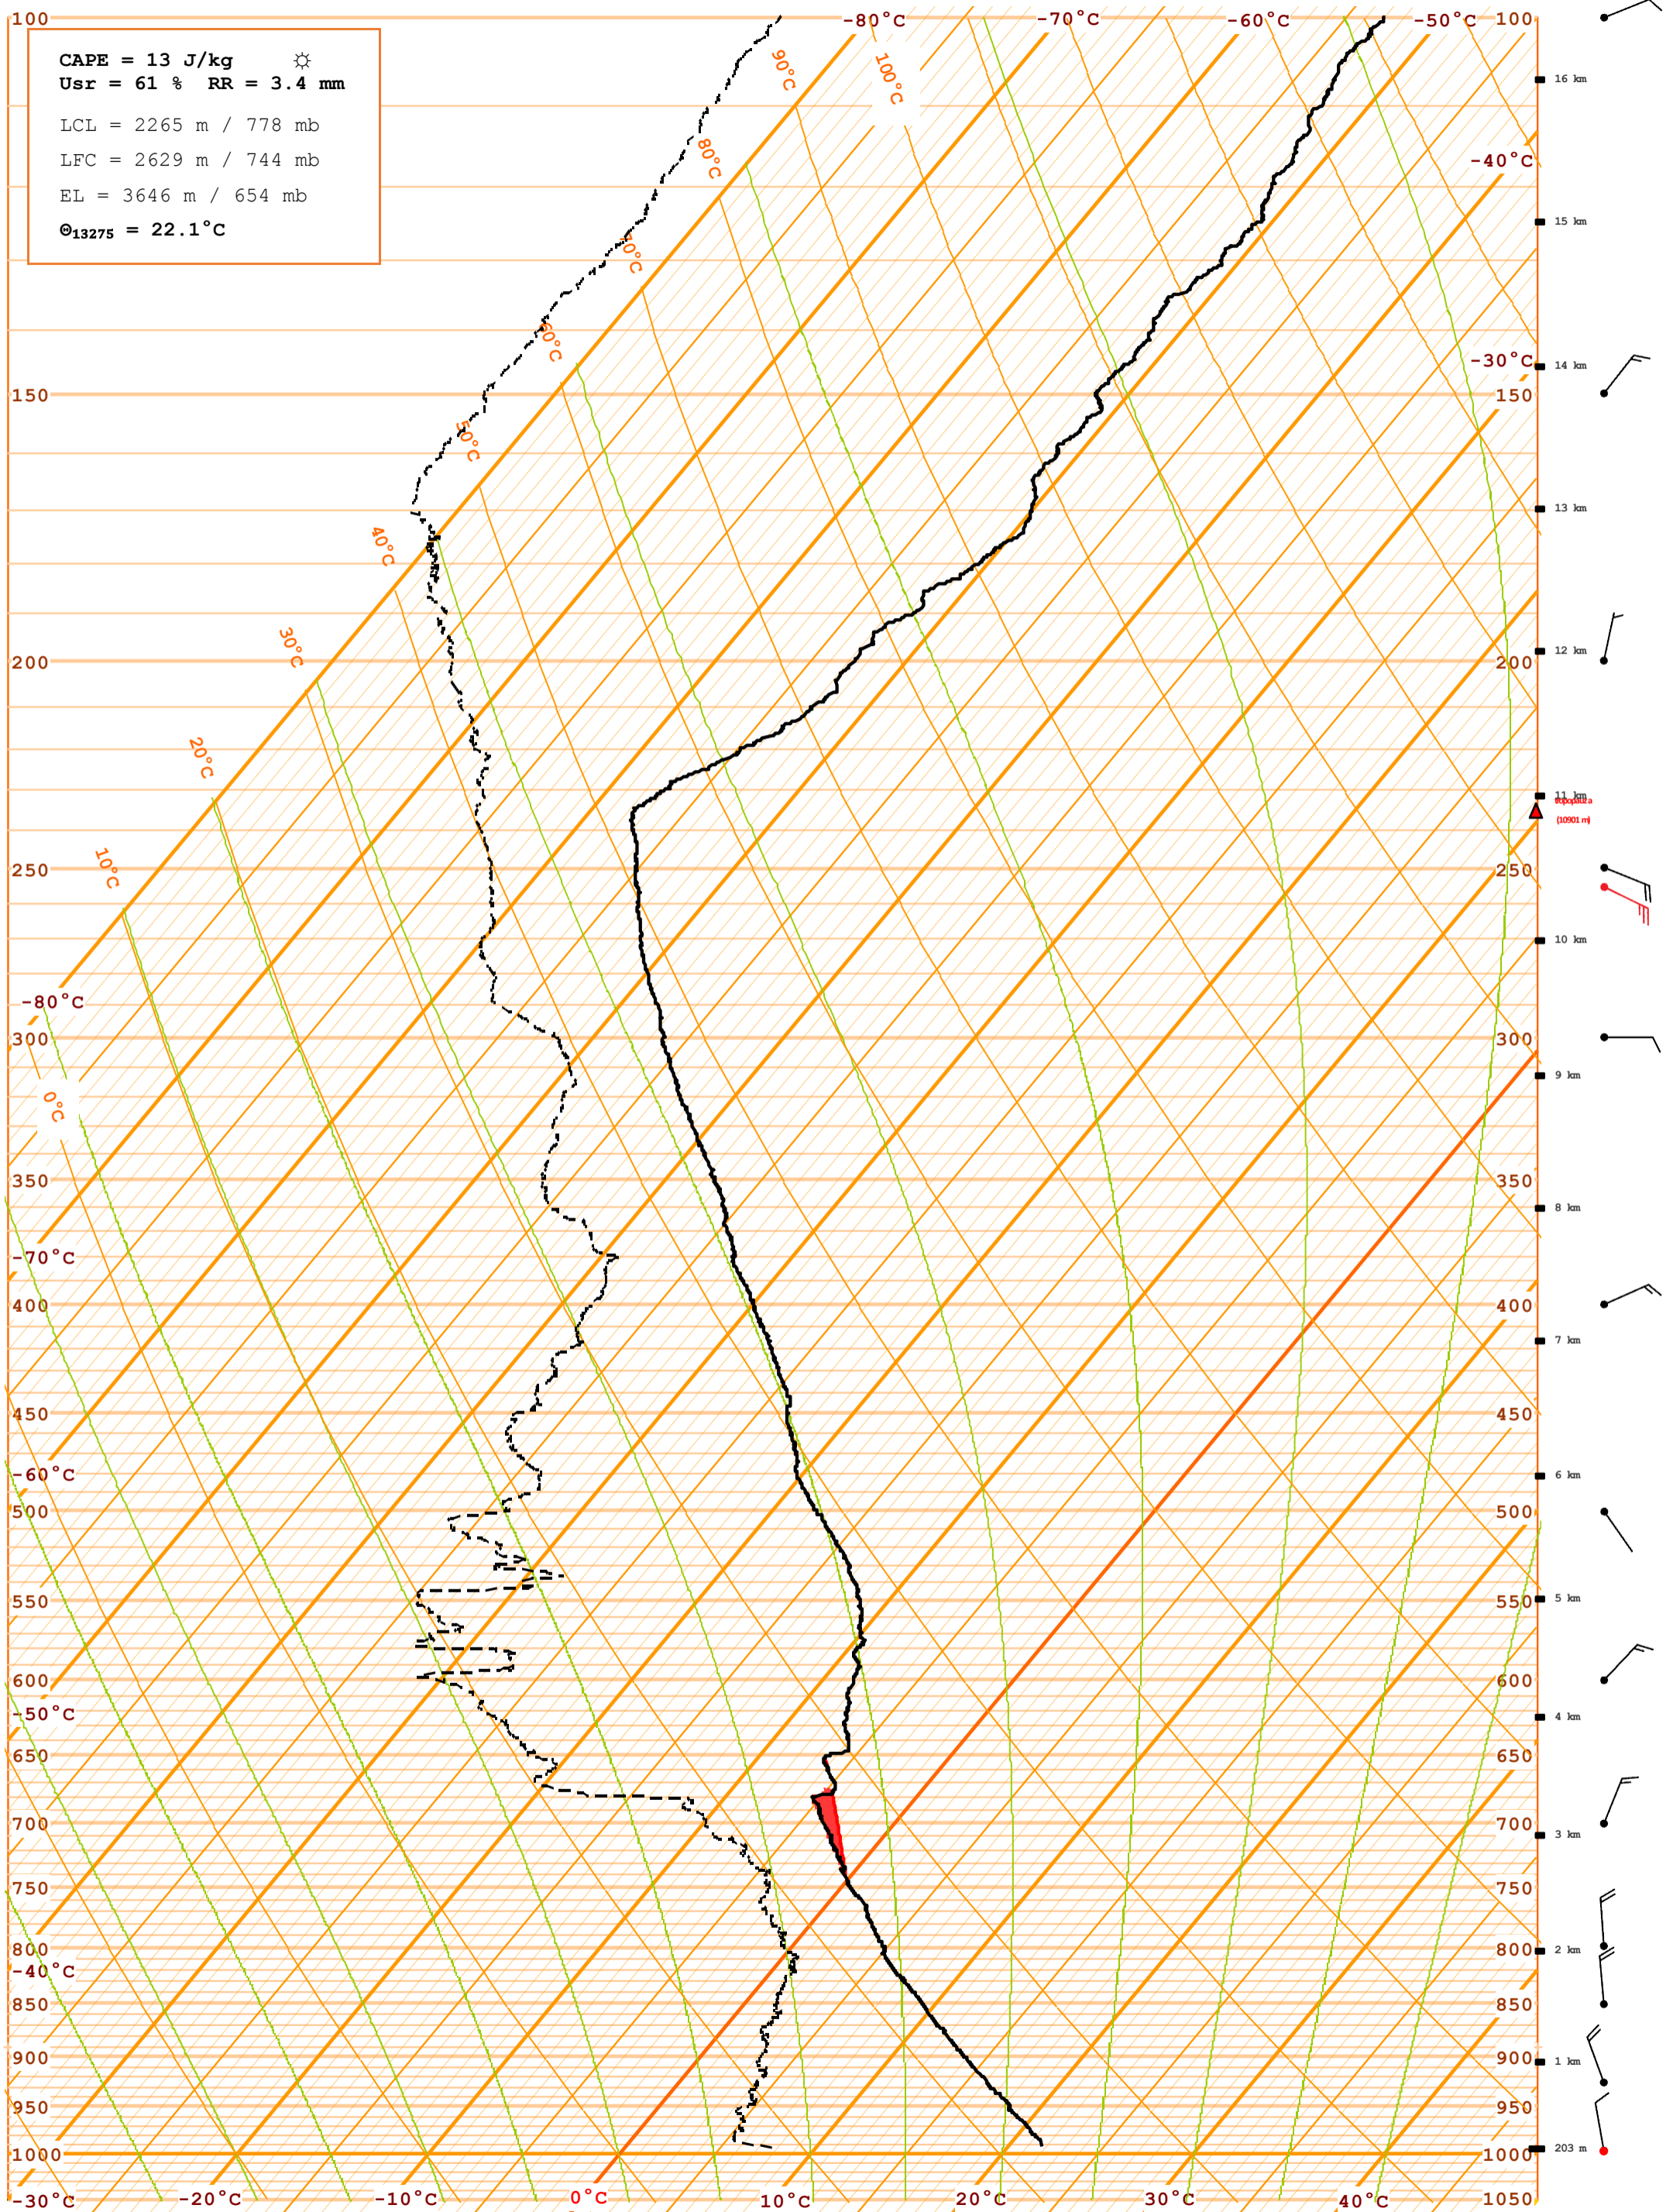 100
-80°C
-70°C
-60°C
-50°C
100
CAPE = 13 J/kg ☼
Usr = 61 % RR = 3.4 mm
LCL = 2265 m / 778 mb
LFC = 2629 m / 744 mb
EL = 3646 m / 654 mb
Θ13275 = 22.1°C
90°C
100°C
16 km
80°C
-40°C
15 km
70°C
60°C
-30°C
14 km
150
150
50°C
13 km
40°C
30°C
12 km
200
200
20°C
11 km
tropopauza
(10901 m)
10°C
250
250
10 km
-80°C
300
300
9 km
0°C
350
350
8 km
-70°C
400
400
7 km
450
450
-60°C
6 km
500
500
550
550
5 km
600
600
-50°C
4 km
650
650
700
700
3 km
750
750
800
800
2 km
-40°C
850
850
900
900
1 km
950
950
1000
1000
203 m
-30°C
-20°C
-10°C
0°C
10°C
20°C
30°C
40°C
1050